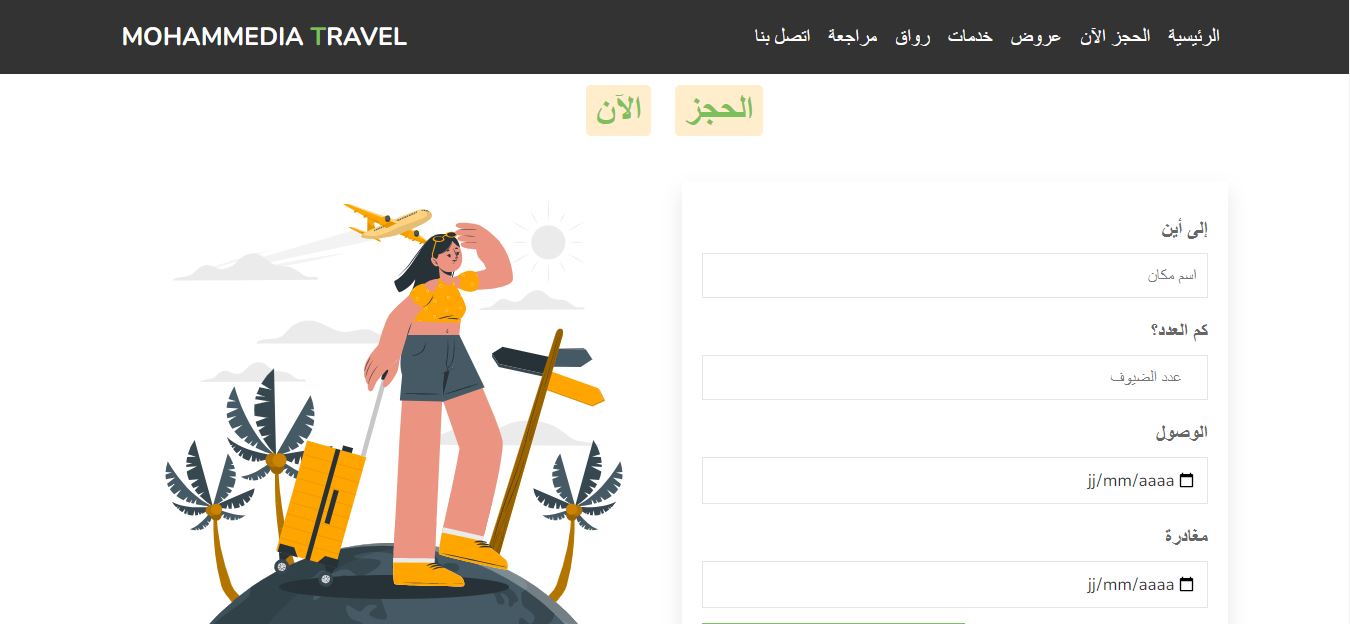 MOHAMMEDIA TRAVEL
الرئيسية الحجز الآن عروض خدمات رواق مراجعة اتصل بنا
الحجز الآن
إلى أين
اسم مكان
كم العدد؟
عدد الضيوف
الوصول
jj/mm/aaaa
مغادرة
jj/mm/aaaa